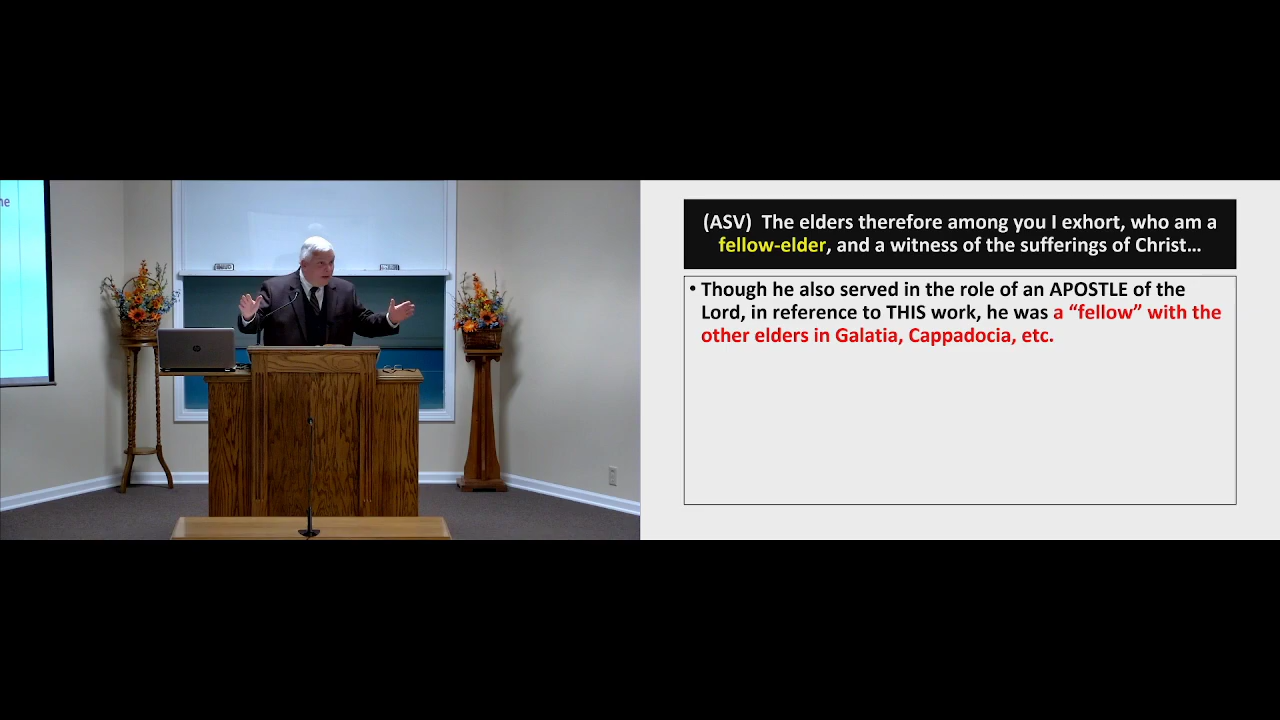 ne
(ASV) The elders therefore among you I exhort, who am a
fellow-elder, and a witness of the sufferings of Christ…
• Though he also served in the role of an APOSTLE of the
Lord, in reference to THIS work, he was a “fellow” with the
other elders in Galatia, Cappadocia, etc.